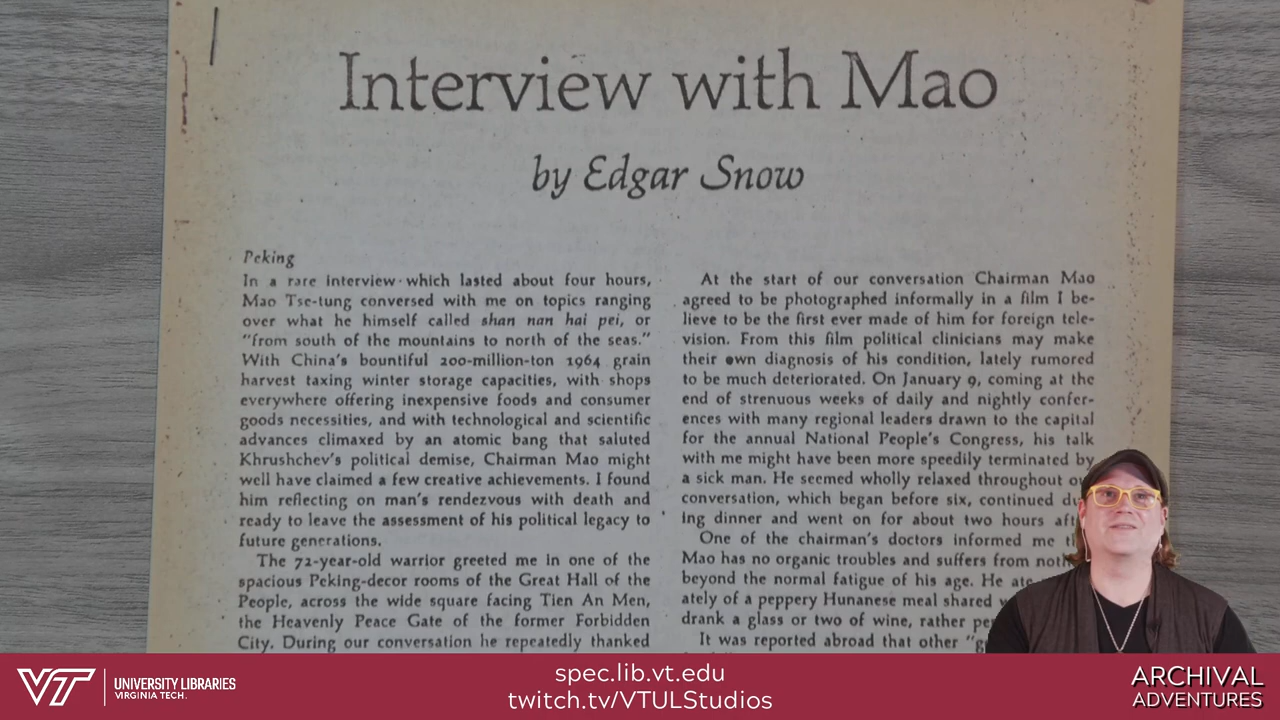 Interview with Mao
by Edgar Snow
Peking
In a rare interview which lasted about four hours,
Mao Tse-tung conversed with me on topics ranging
over what he himself called shan nan hai pei, or
"from south of the mountains to north of the seas."
With China's bountiful 200-million-ton 1964 grain
harvest taxing winter storage capacities, with shops
everywhere offering inexpensive foods and consumer
goods necessities, and with technological and scientific
advances climaxed by an atomic bang that saluted
Khrushchev's political demise, Chairman Mao might
well have claimed a few creative achievements. I found
him reflecting on man's rendezvous with death and
ready to leave the assessment of his political legacy to
future generations.
The 72-year-old warrior greeted me in one of the
spacious Peking-decor rooms of the Great Hall of the
People, across the wide square facing Tien An Men,
the Heavenly Peace Gate of the former Forbidden
City. During our conversation he repeatedly thanked
At the start of our conversation Chairman Mao
agreed to be photographed informally in a film I be-
lieve to be the first ever made of him for foreign tele-
vision. From this film political clinicians may make
their own diagnosis of his condition, lately rumored
to be much deteriorated. On January 9, coming at the
end of strenuous weeks of daily and nightly confer-
ences with many regional leaders drawn to the capital
for the annual National People's Congress, his talk
with me might have been more speedily terminated by
a sick man. He seemed wholly relaxed throughout
conversation, which began before six, continued
ing dinner and went on for about two hours
One of the chairman's doctors informed me
Mao has no organic troubles and suffers from
beyond the normal fatigue of his age. He ate
ately of a peppery Hunanese meal shared
drank a glass or two of wine, rather
It was reported abroad that other
VT
UNIVERSITY LIBRARIES
VIRGINIA TECH.
spec.lib.vt.edu
twitch.tv/VTULStudios
ARCHIVAL
ADVENTURES